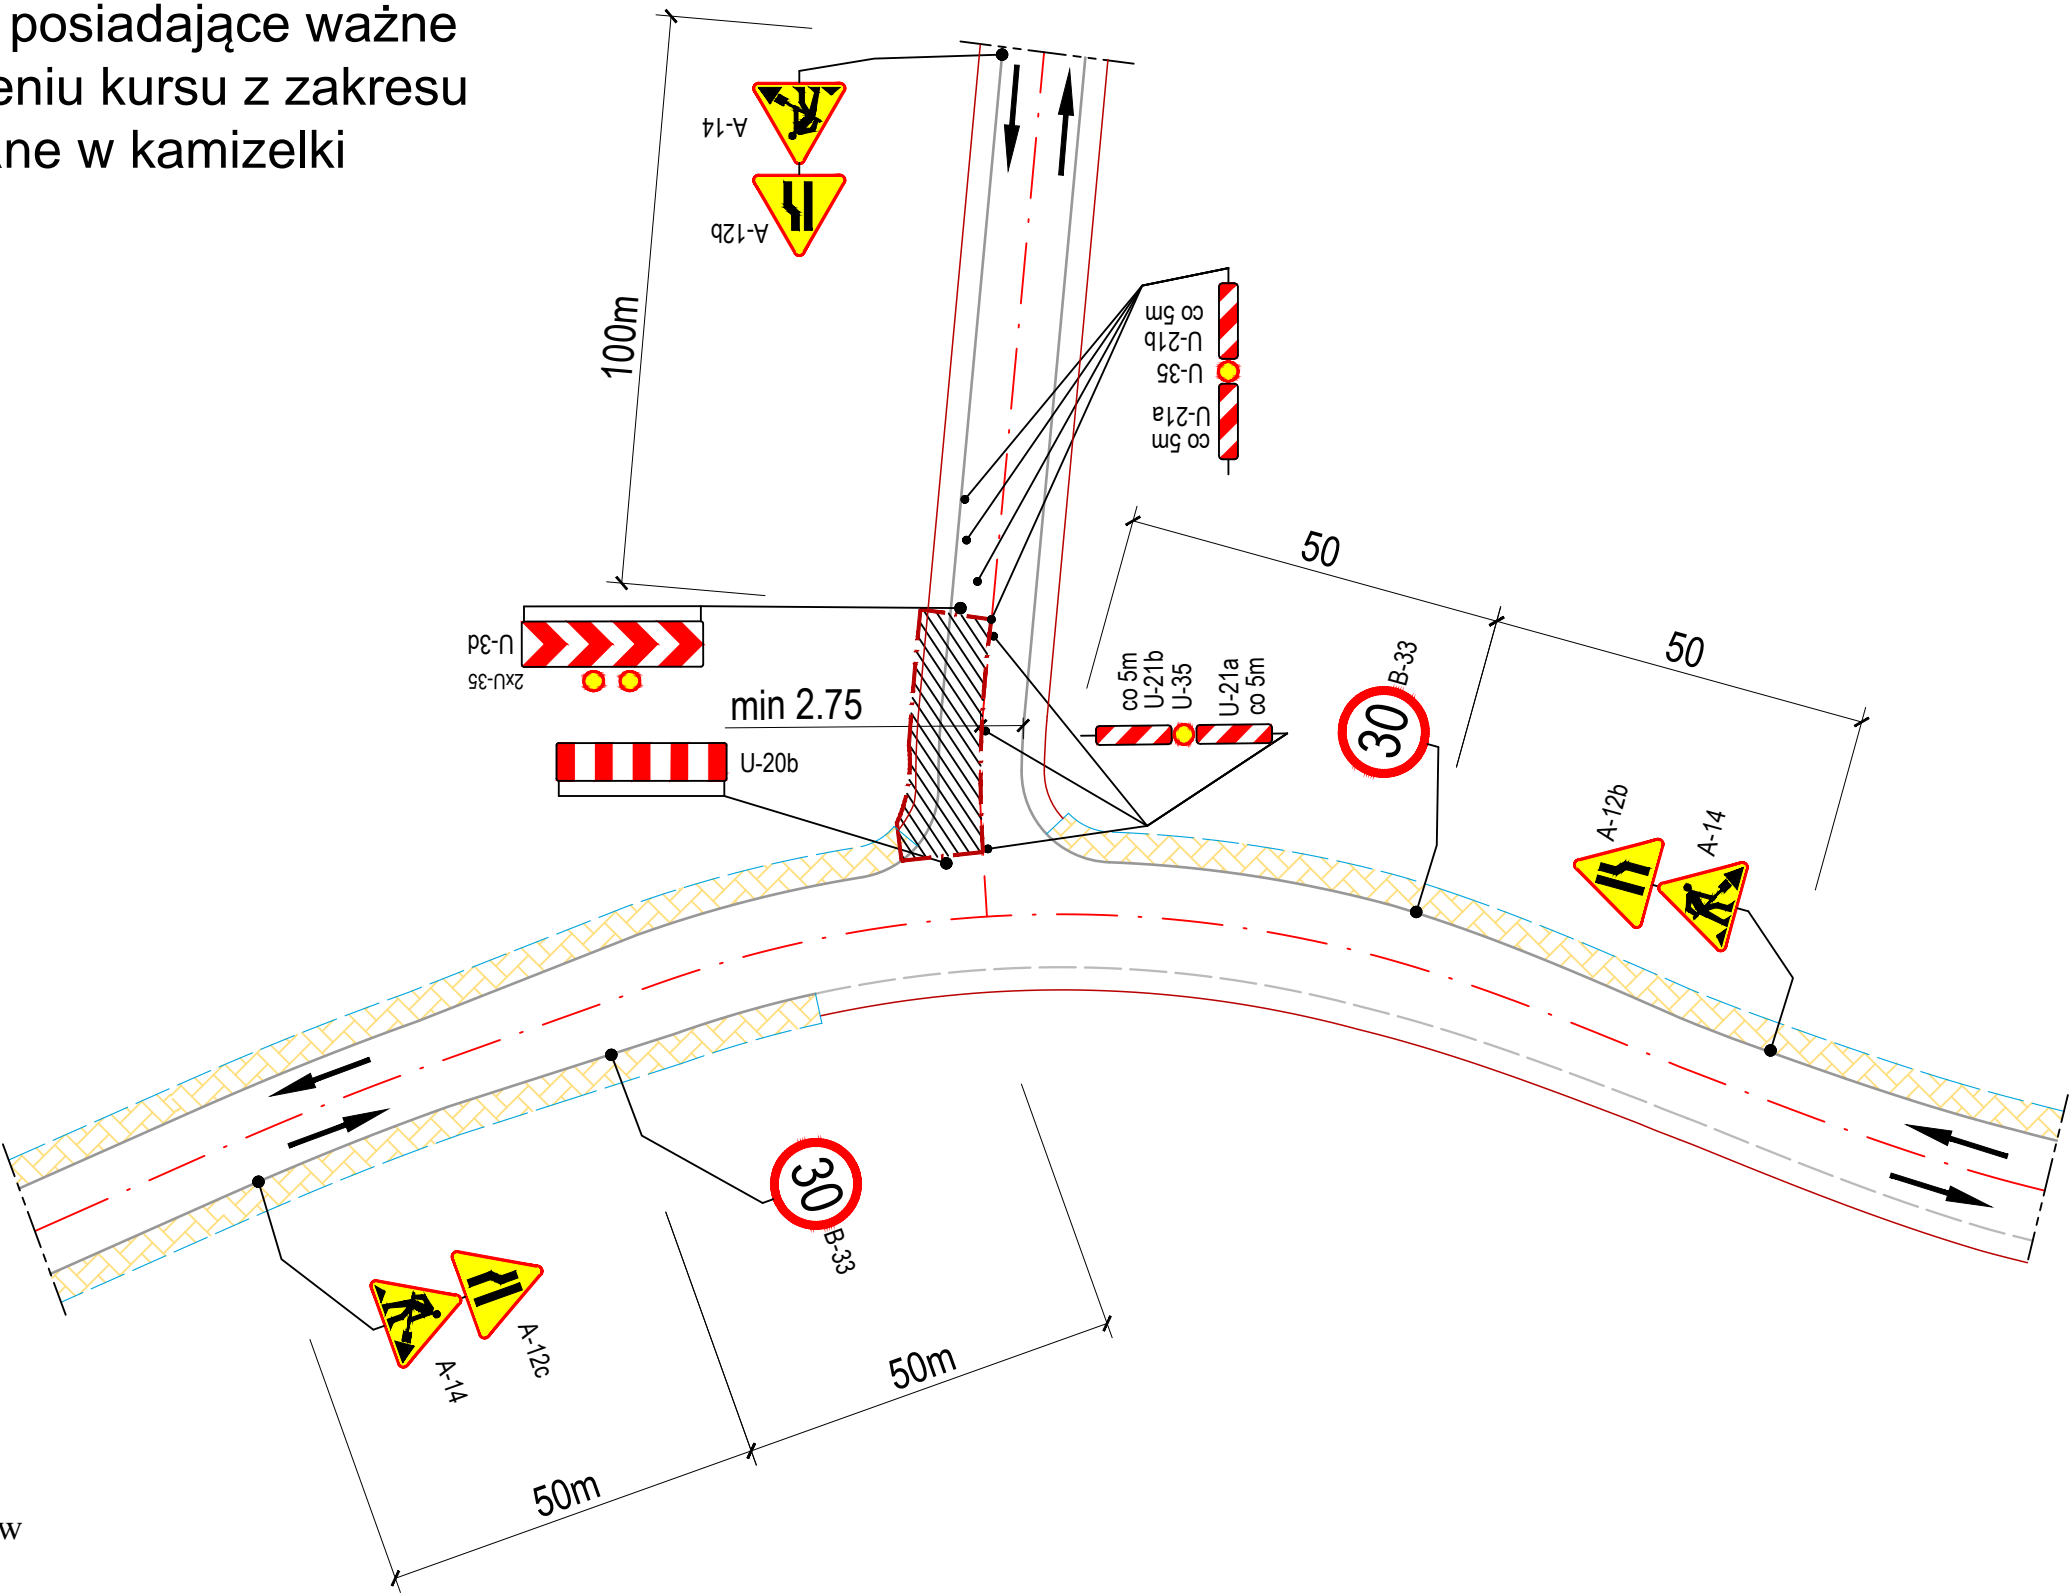 posiadające ważne
eniu kursu z zakresu
ane w kamizelki
A-14
A-12b
100m
co 5m
U-21b
U-35
U-21a
co 5m
50
50
U-3d
2xU-35
min 2.75
U-20b
co 5m
U-21b
U-35
U-21a
co 5m
30
B-33
A-12b
A-14
30
B-33
A-14
A-12c
50m
50m
w